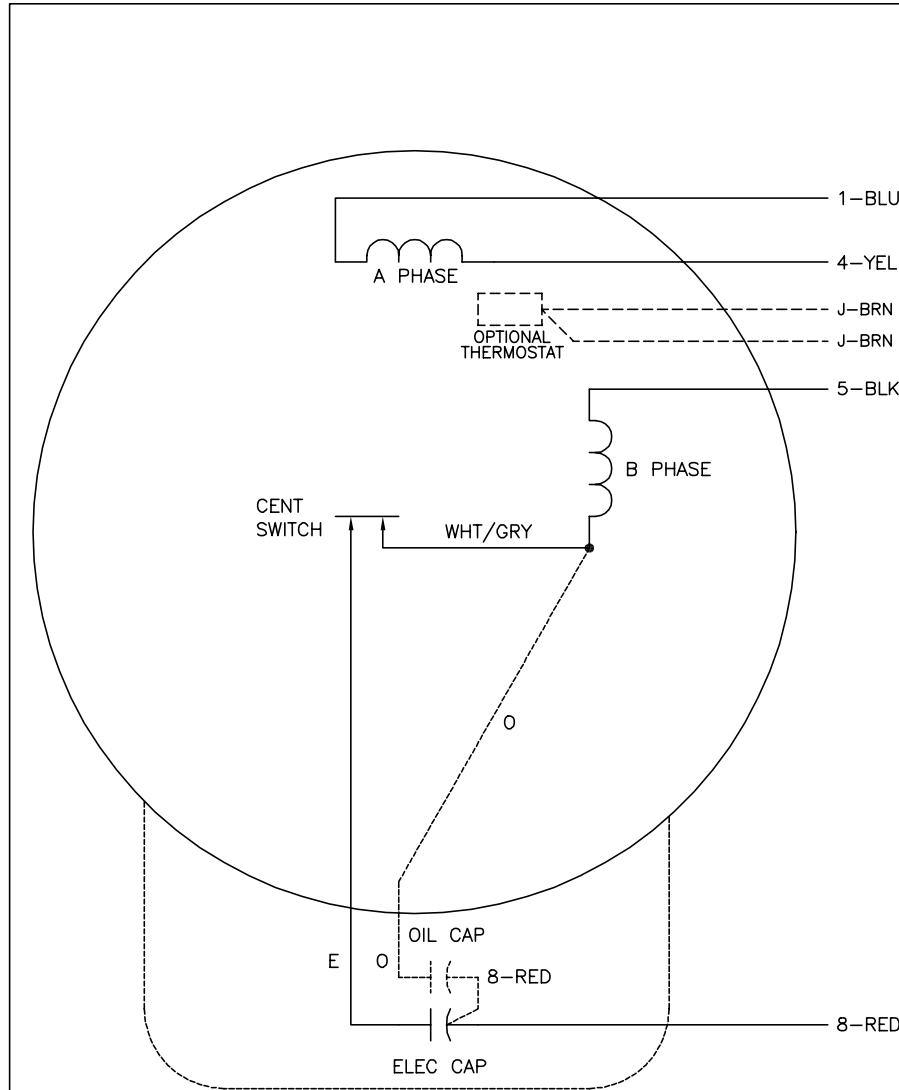 1-BLU
4-YEL
A PHASE
J-BRN
OPTIONAL
THERMOSTAT
J-BRN
5-BLK
B PHASE
CENT
SWITCH
WHT/GRY
O
OIL CAP
E
O
8-RED
8-RED
ELEC CAP